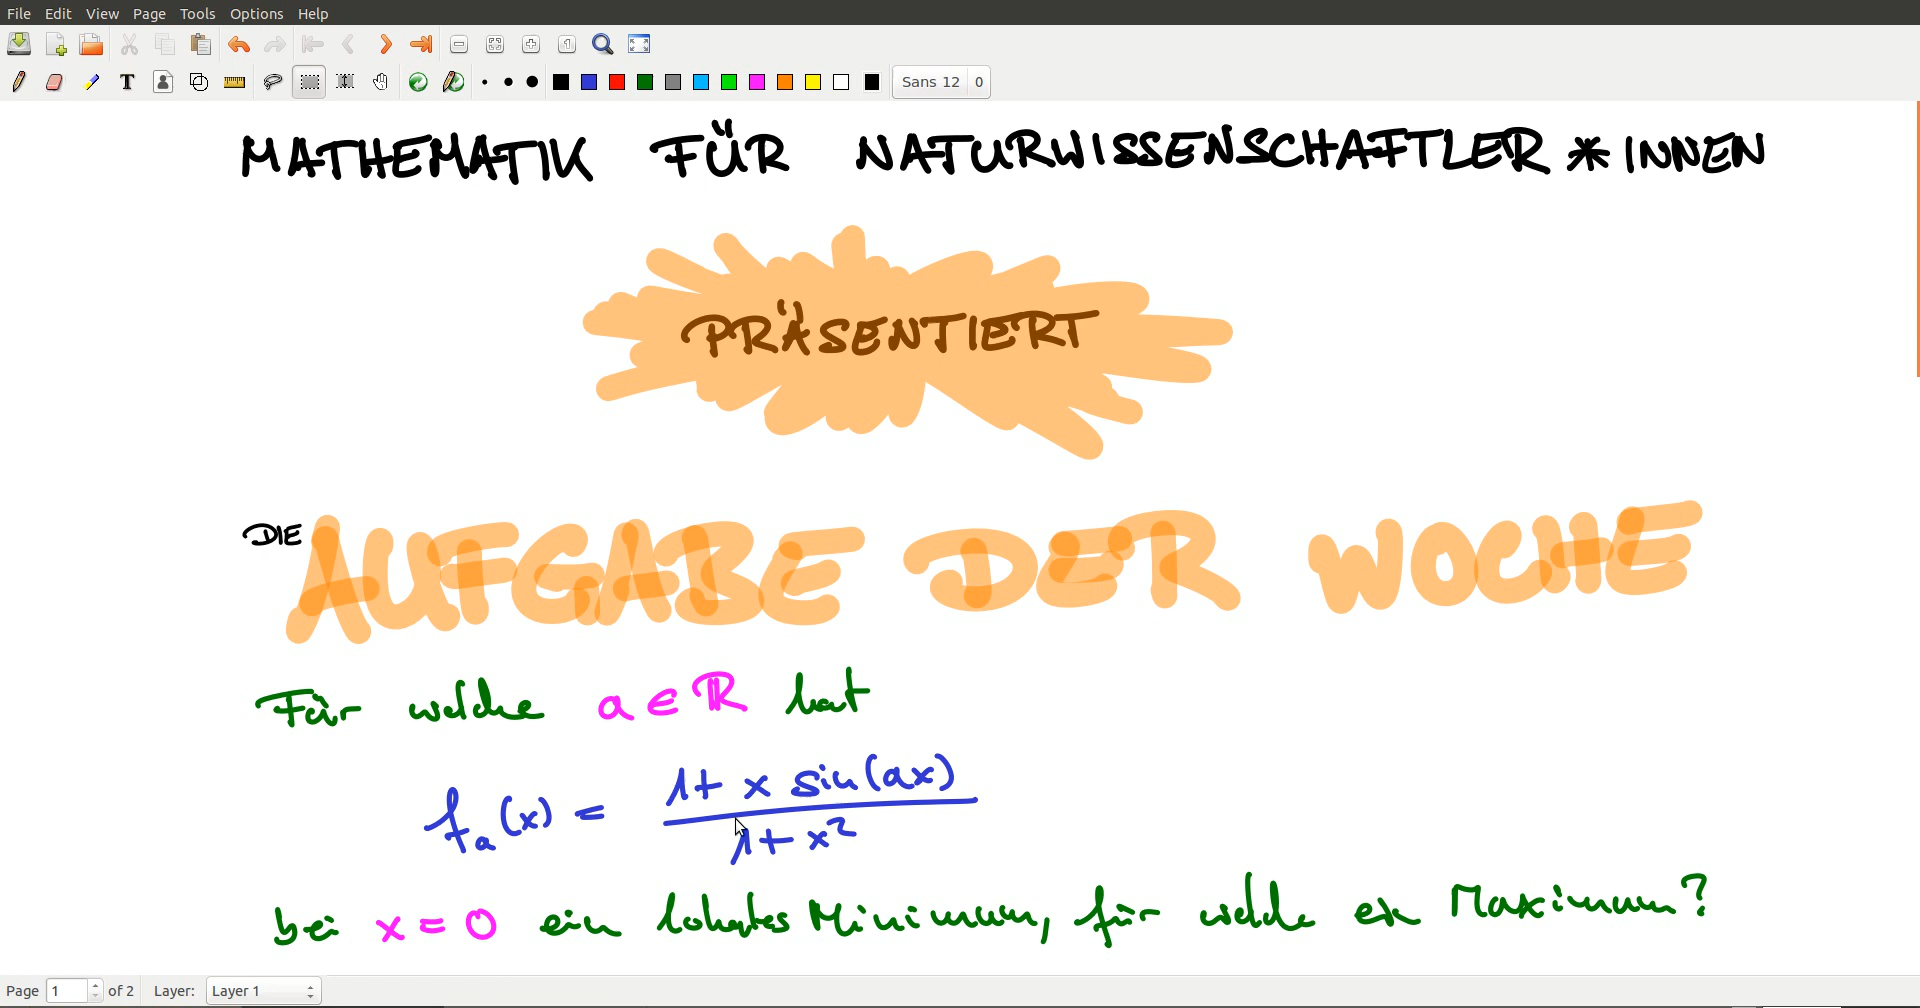 File Edit View Page Tools Options Help
Sans 12 0
MATHEMATIK FÜR NATURWISSENSCHAFTLER*INNEN
PRÄSENTIERT
DIE AUFGABE DER WOCHE
Für welche a ∈ ℝ hat
fₐ(x) = (1 + x sin(ax)) / (1 + x²)
bei x = 0 ein lokales Minimum, für welche ein Maximum?
Page 1 of 2 Layer: Layer 1